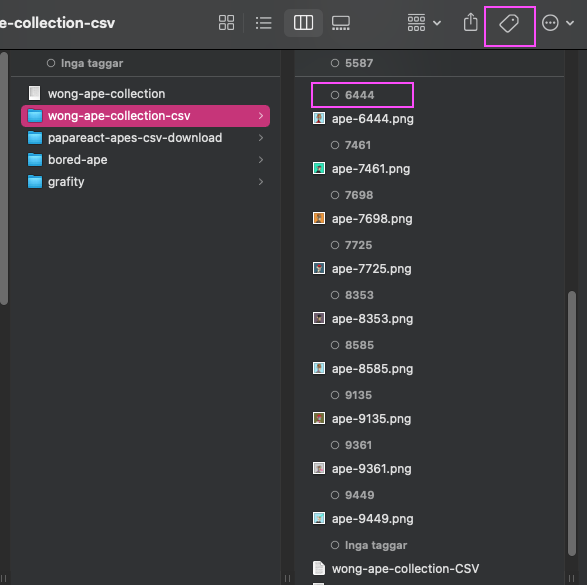 e-collection-csv
Inga taggar
wong-ape-collection
wong-ape-collection-csv
papareact-apes-csv-download
bored-ape
grafity
5587
6444
ape-6444.png
7461
ape-7461.png
7698
ape-7698.png
7725
ape-7725.png
8353
ape-8353.png
8585
ape-8585.png
9135
ape-9135.png
9361
ape-9361.png
9449
ape-9449.png
Inga taggar
wong-ape-collection-CSV